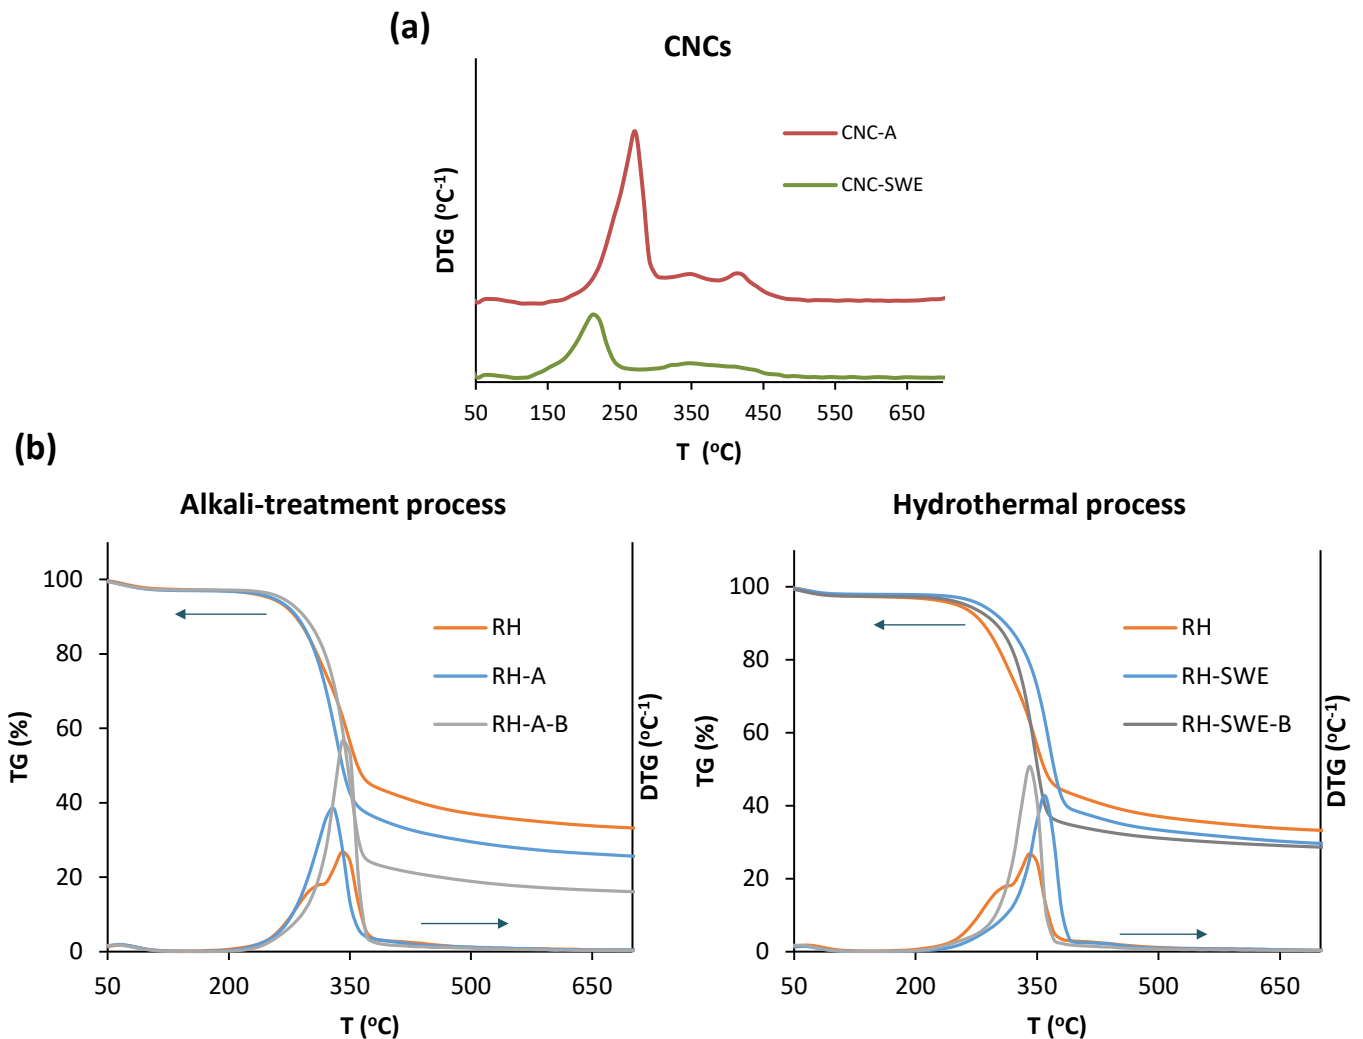 (a)
CNCs
CNC-A
CNC-SWE
DTG (ºC⁻¹)
50 150 250 350 450 550 650
T (ºC)
(b)
Alkali-treatment process
100
80
60
40
20
0
TG (%)
RH
RH-A
RH-A-B
DTG (ºC⁻¹)
50 200 350 500 650
T (ºC)
Hydrothermal process
100
80
60
40
20
0
TG (%)
RH
RH-SWE
RH-SWE-B
DTG (ºC⁻¹)
50 200 350 500 650
T (ºC)